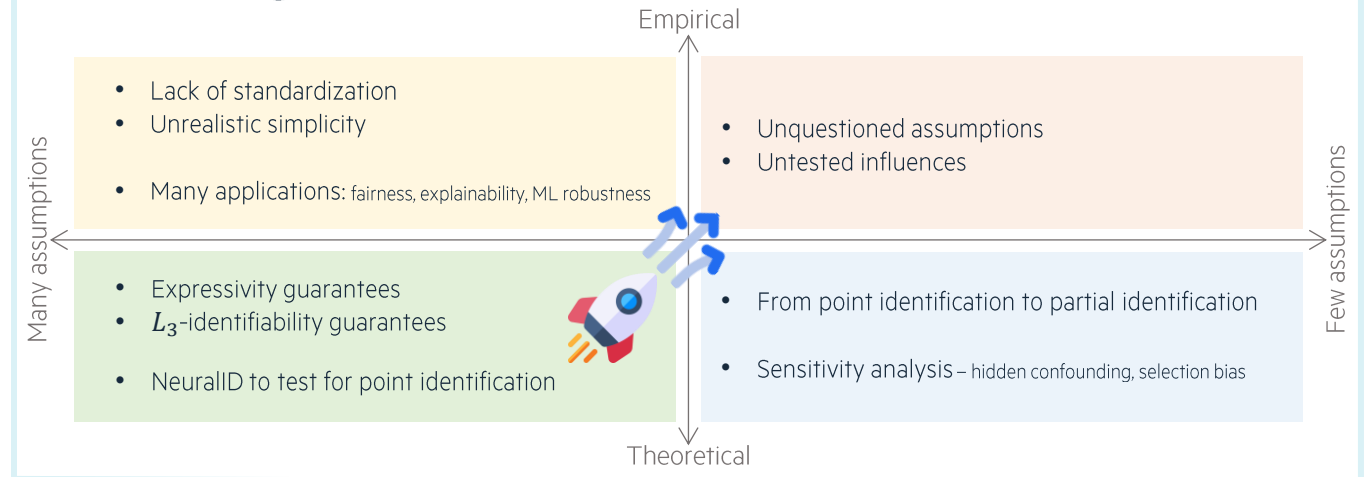 Empirical
Many assumptions
• Lack of standardization
• Unrealistic simplicity
• Many applications: fairness, explainability, ML robustness
• Unquestioned assumptions
• Untested influences
Few assumptions
• Expressivity guarantees
• L₃-identifiability guarantees
• NeuralID to test for point identification
• From point identification to partial identification
• Sensitivity analysis – hidden confounding, selection bias
Theoretical